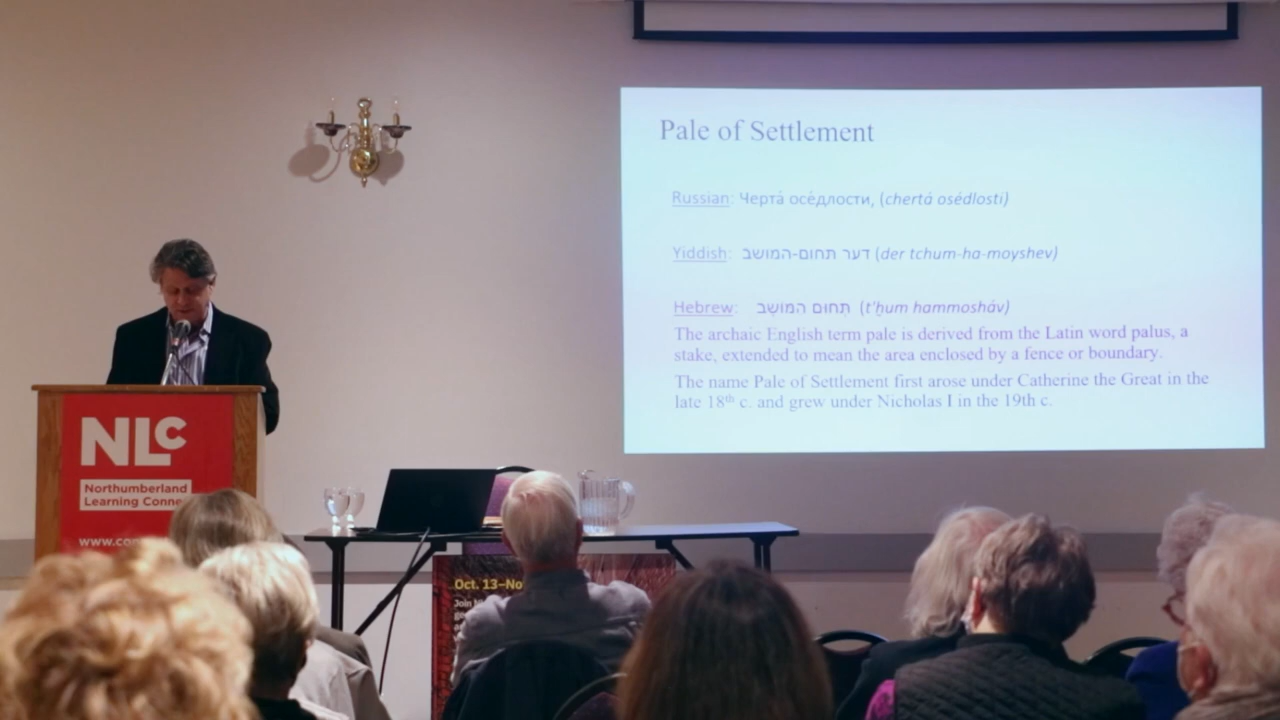 Pale of Settlement
Russian: Черта́ осе́длости, (chertá osédlosti)
Yiddish: דער תחום-המושבֿ (der tchum-ha-moyshev)
Hebrew: תְּחוּם הַמּוֹשָׁב (t'ḥum hammosháv)
The archaic English term pale is derived from the Latin word palus, a
stake, extended to mean the area enclosed by a fence or boundary.
The name Pale of Settlement first arose under Catherine the Great in the
late 18th c. and grew under Nicholas I in the 19th c.
NLC
Northumberland
Learning Conne
www.con
Oct. 13–No
Join